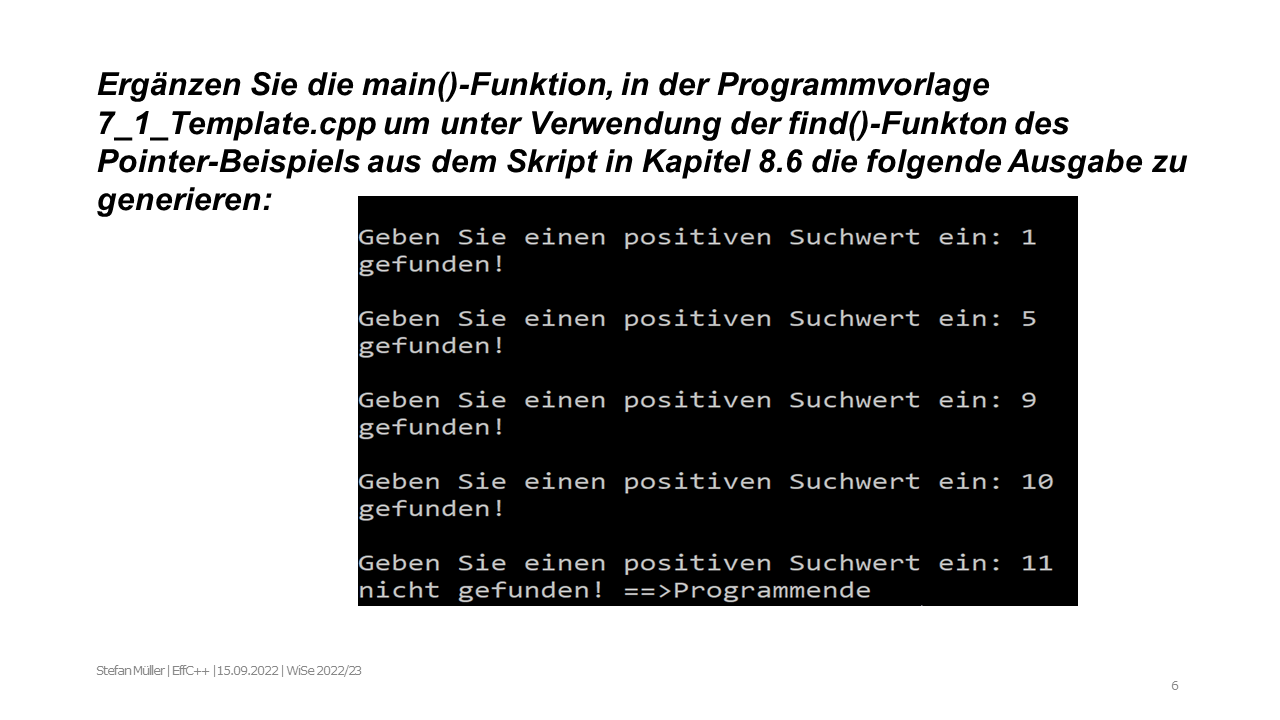 Ergänzen Sie die main()-Funktion, in der Programmvorlage
7_1_Template.cpp um unter Verwendung der find()-Funkton des
Pointer-Beispiels aus dem Skript in Kapitel 8.6 die folgende Ausgabe zu
generieren:
Geben Sie einen positiven Suchwert ein: 1
gefunden!
Geben Sie einen positiven Suchwert ein: 5
gefunden!
Geben Sie einen positiven Suchwert ein: 9
gefunden!
Geben Sie einen positiven Suchwert ein: 10
gefunden!
Geben Sie einen positiven Suchwert ein: 11
nicht gefunden! ==>Programmende
Stefan Müller | EffC++ | 15.09.2022 | WiSe 2022/23
6